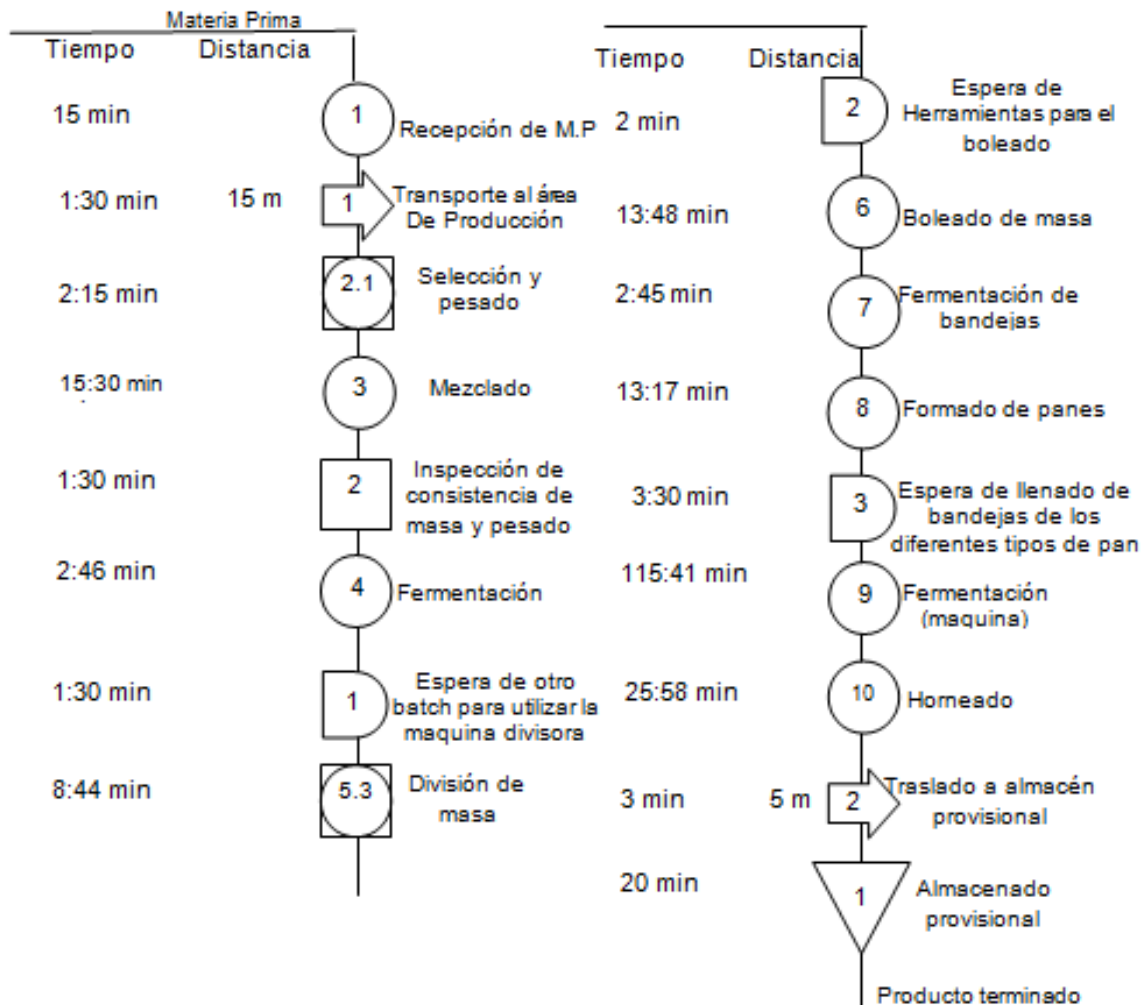 Materia Prima
Tiempo Distancia
15 min
1
Recepción de M.P
1:30 min 15 m
1
Transporte al área
De Producción
2:15 min
2.1
Selección y
pesado
15:30 min
3
Mezclado
1:30 min
2
Inspección de
consistencia de
masa y pesado
2:46 min
4
Fermentación
1:30 min
1
Espera de otro
batch para utilizar la
maquina divisora
8:44 min
5.3
División de
masa
Tiempo Distancia
2 min
2
Espera de
Herramientas para el
boleado
13:48 min
6
Boleado de masa
2:45 min
7
Fermentación de
bandejas
13:17 min
8
Formado de panes
3:30 min
3
Espera de llenado de
bandejas de los
diferentes tipos de pan
115:41 min
9
Fermentación
(maquina)
25:58 min
10
Horneado
3 min 5 m
2
Traslado a almacén
provisional
20 min
1
Almacenado
provisional
Producto terminado